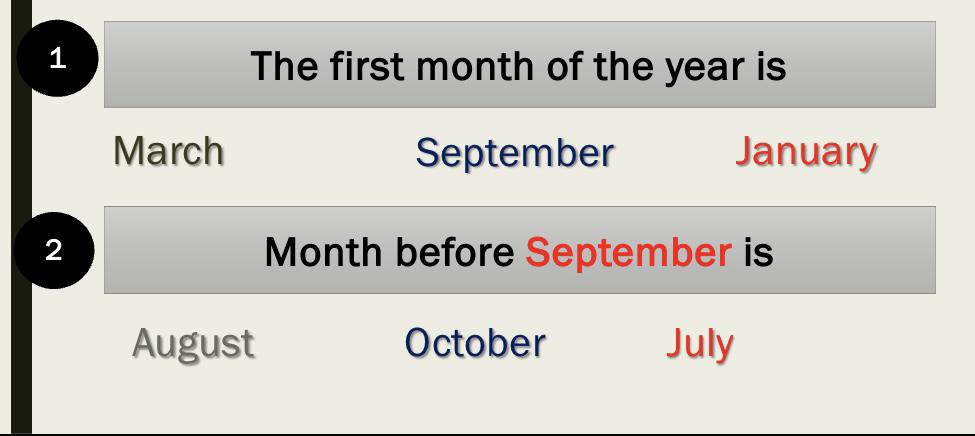 1
The first month of the year is
March September January
2
Month before September is
August October July